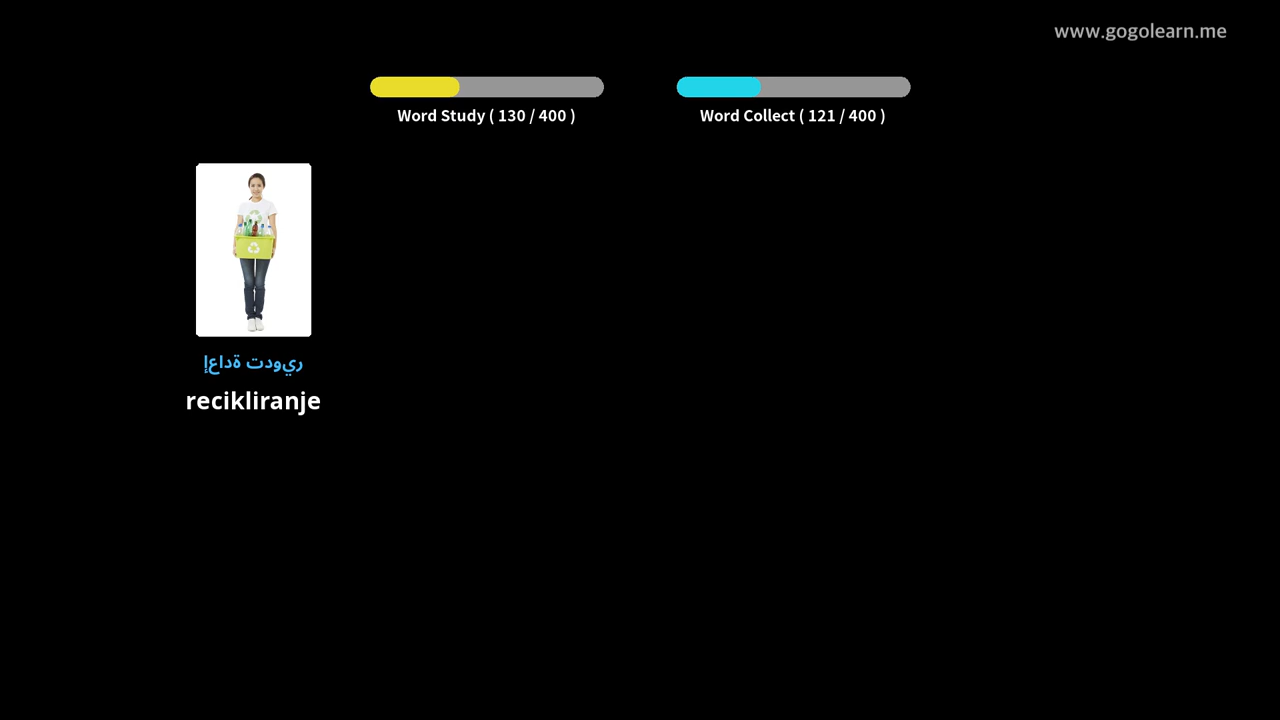 www.gogolearn.me
Word Study ( 130 / 400 )
Word Collect ( 121 / 400 )
إعادة تدوير
recikliranje